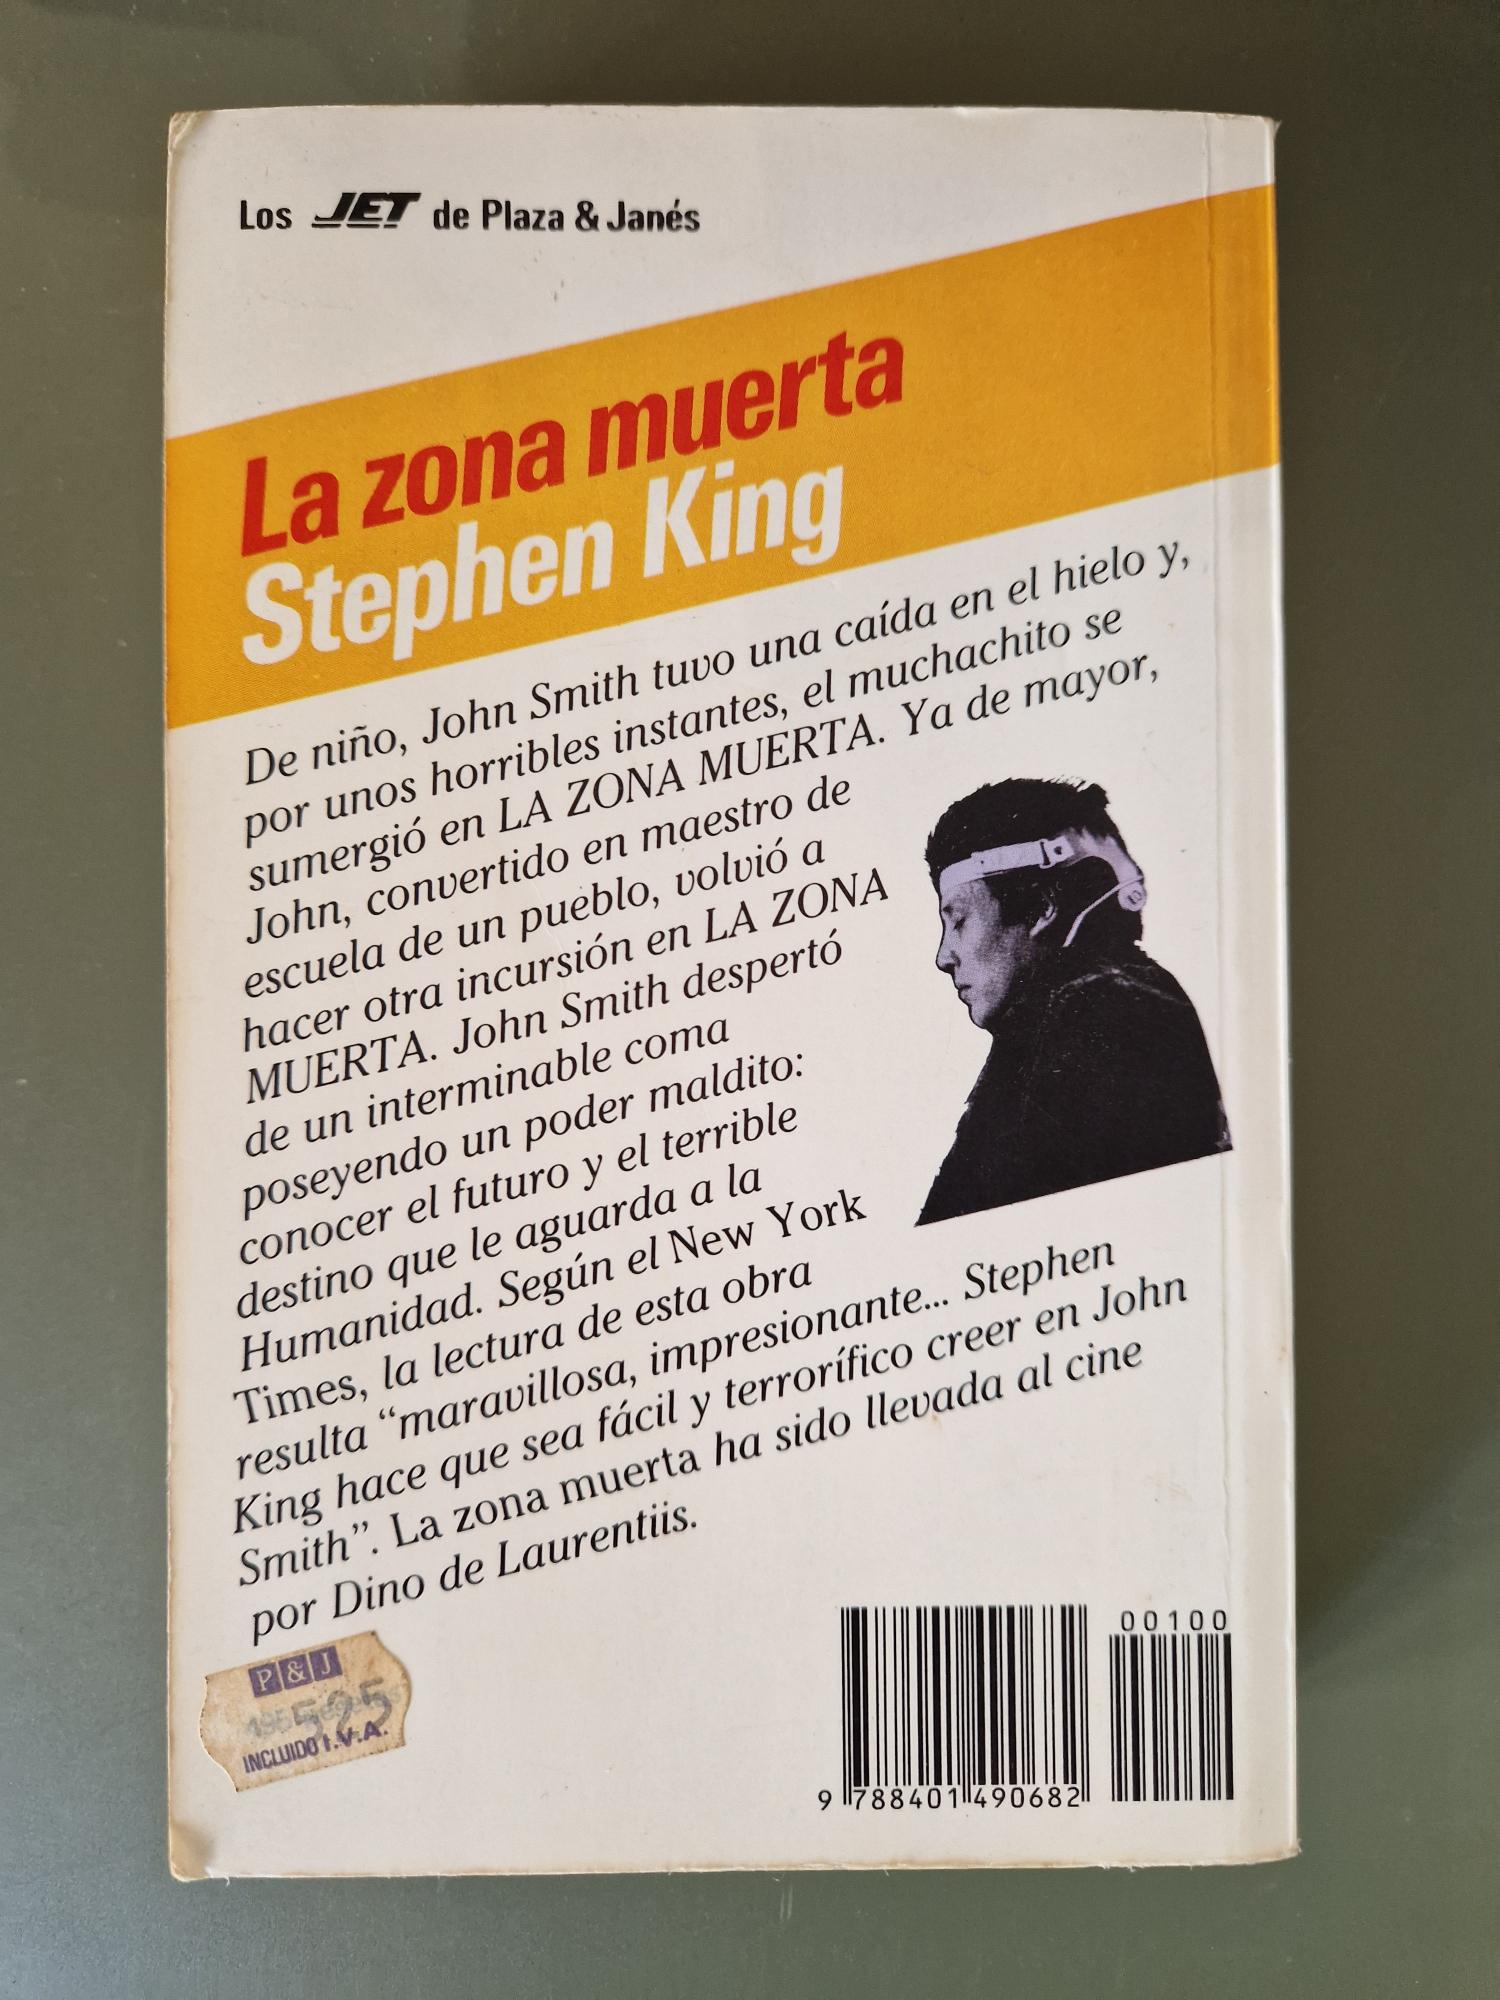 Los JET de Plaza & Janés
La zona muerta
Stephen King
De niño, John Smith tuvo una caída en el hielo y,
por unos horribles instantes, el muchachito se
sumergió en LA ZONA MUERTA. Ya de mayor,
John, convertido en maestro de
escuela de un pueblo, volvió a
hacer otra incursión en LA ZONA
MUERTA. John Smith despertó
de un interminable coma
poseyendo un poder maldito:
conocer el futuro y el terrible
destino que le aguarda a la
Humanidad. Según el New York
Times, la lectura de esta obra
resulta “maravillosa, impresionante... Stephen
King hace que sea fácil y terrorífico creer en John
Smith”. La zona muerta ha sido llevada al cine
por Dino de Laurentiis.
P & J
525
INCLUIDO I.V.A.
00100
9 788401 490682